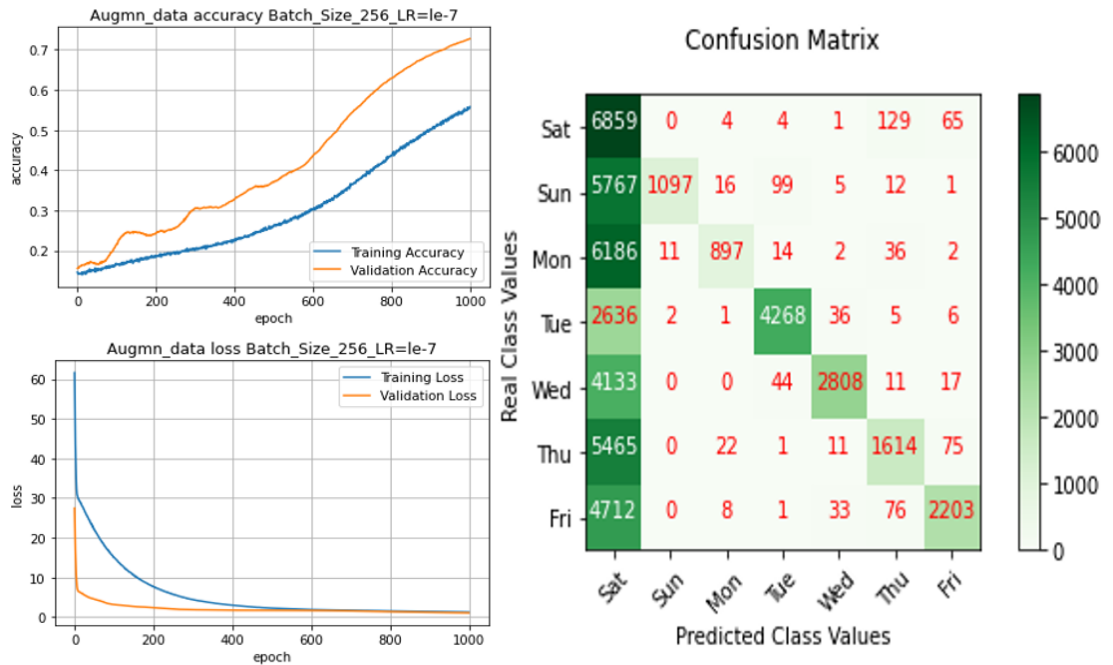 Augmn_data accuracy Batch_Size_256_LR=le-7
0.7
0.6
0.5
0.4
0.3
0.2
accuracy
Training Accuracy
Validation Accuracy
0 200 400 600 800 1000
epoch
Augmn_data loss Batch_Size_256_LR=le-7
60
50
40
30
20
10
0
loss
Training Loss
Validation Loss
0 200 400 600 800 1000
epoch
Confusion Matrix
Real Class Values
Sat 6859 0 4 4 1 129 65
Sun 5767 1097 16 99 5 12 1
Mon 6186 11 897 14 2 36 2
Tue 2636 2 1 4268 36 5 6
Wed 4133 0 0 44 2808 11 17
Thu 5465 0 22 1 11 1614 75
Fri 4712 0 8 1 33 76 2203
Sat Sun Mon Tue Wed Thu Fri
Predicted Class Values
6000
5000
4000
3000
2000
1000
0